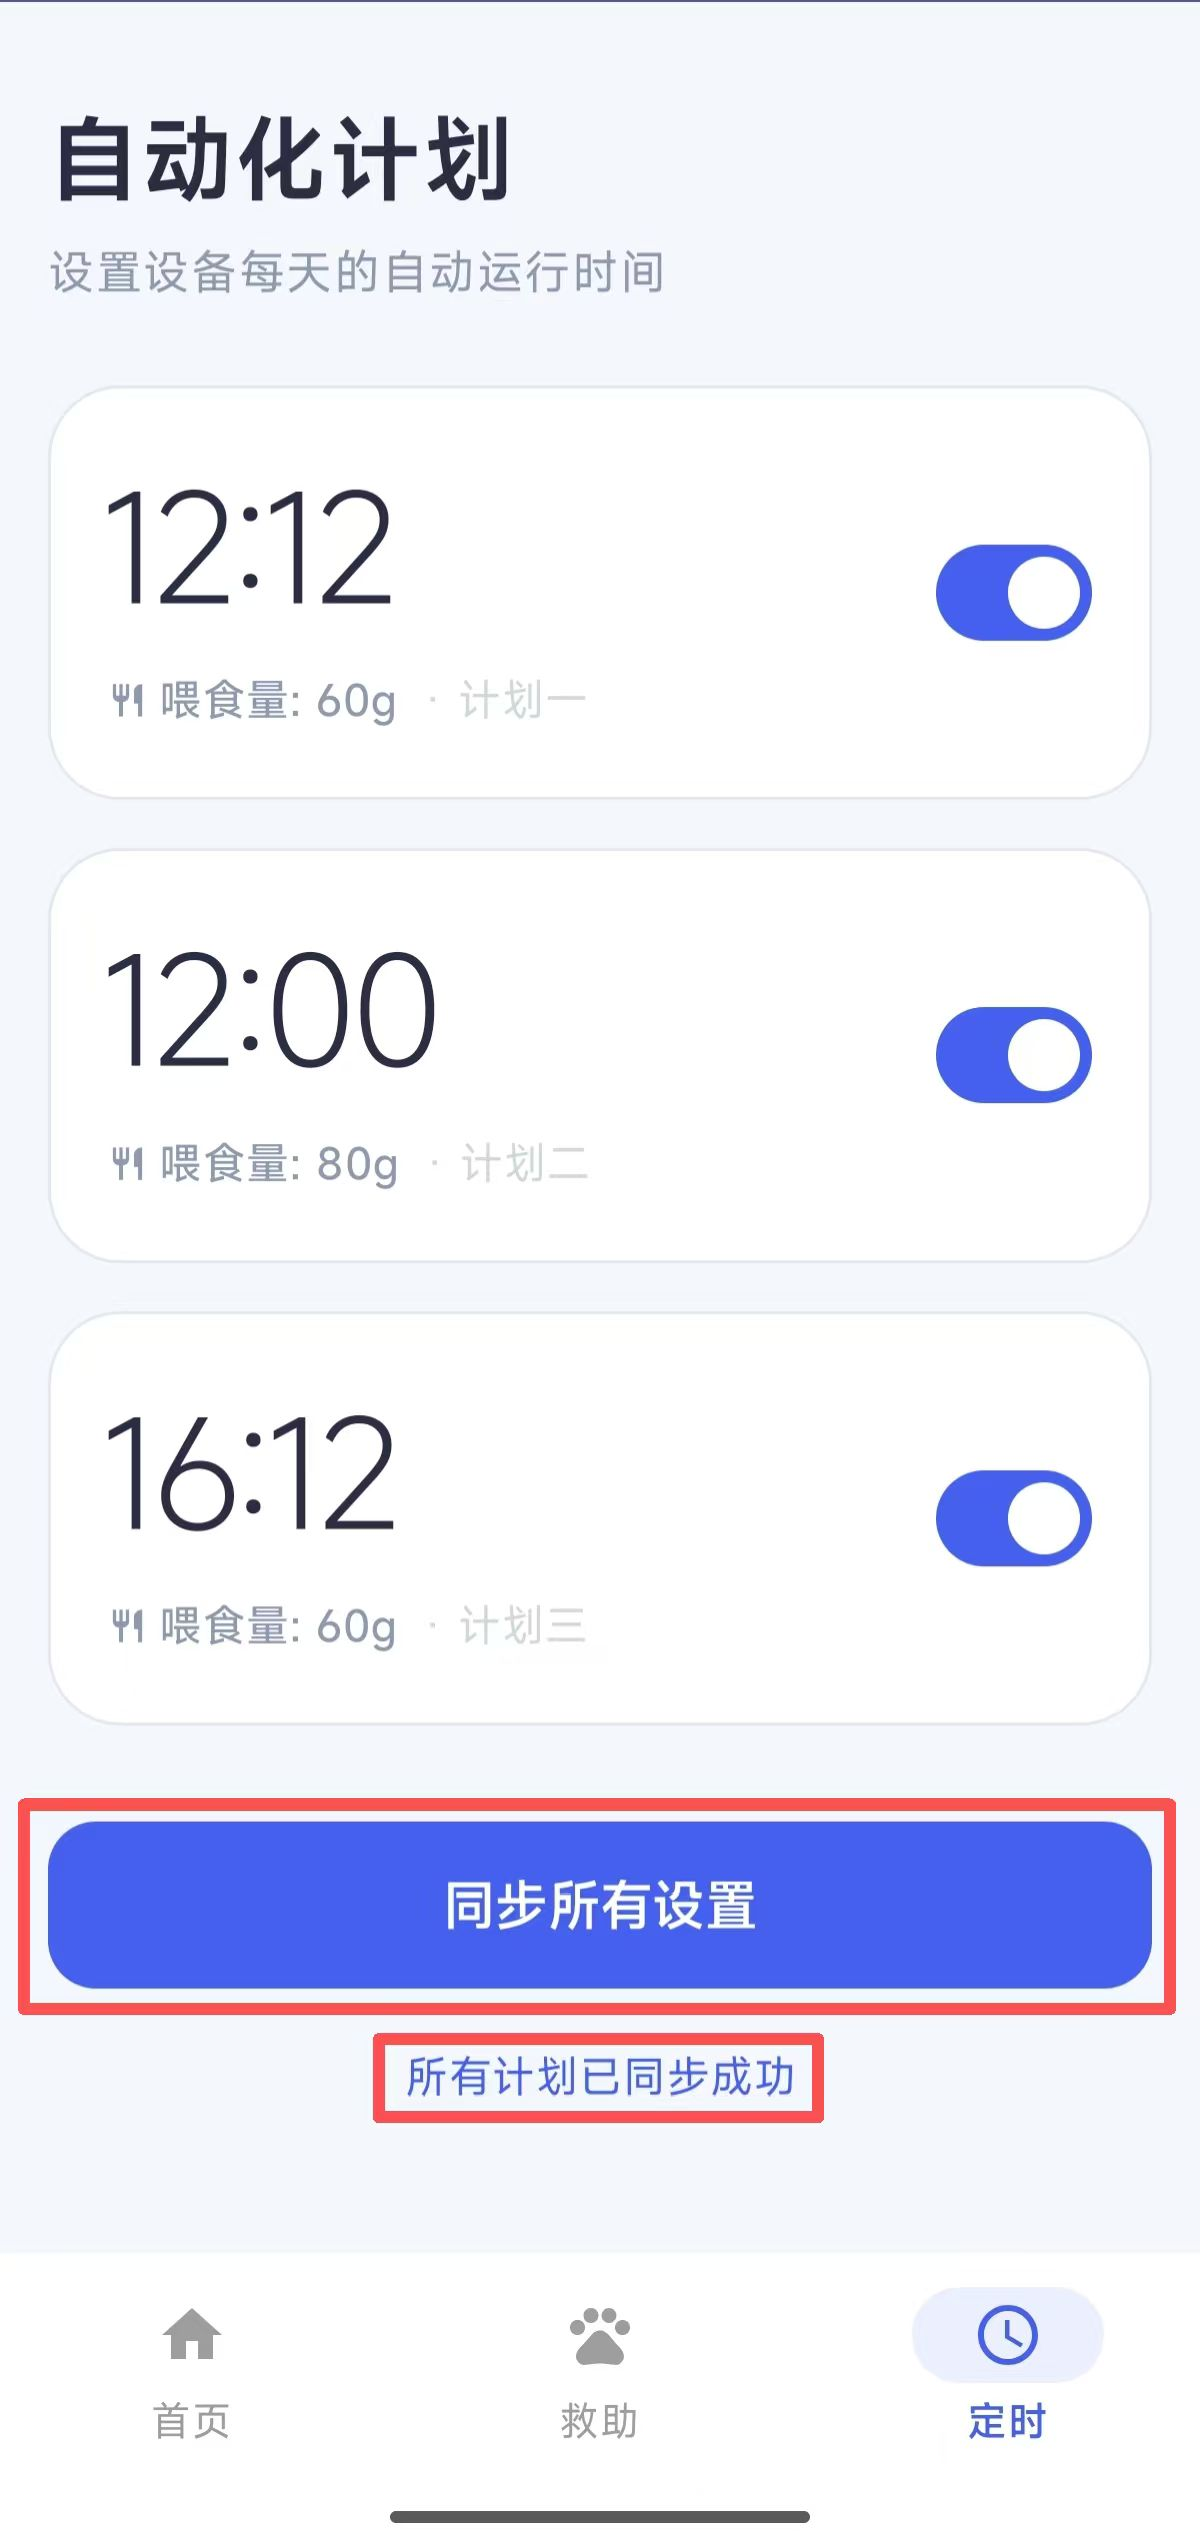 自动化计划
设置设备每天的自动运行时间
12:12
喂食量: 60g · 计划一
12:00
喂食量: 80g · 计划二
16:12
喂食量: 60g · 计划三
同步所有设置
所有计划已同步成功
首页 救助 定时